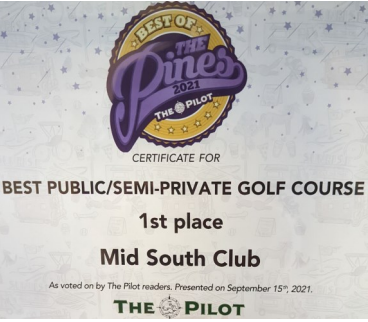 BEST OF
THE
Pines
2021
THE PILOT
CERTIFICATE FOR
BEST PUBLIC/SEMI-PRIVATE GOLF COURSE
1st place
Mid South Club
As voted on by The Pilot readers. Presented on September 15th, 2021.
THE PILOT